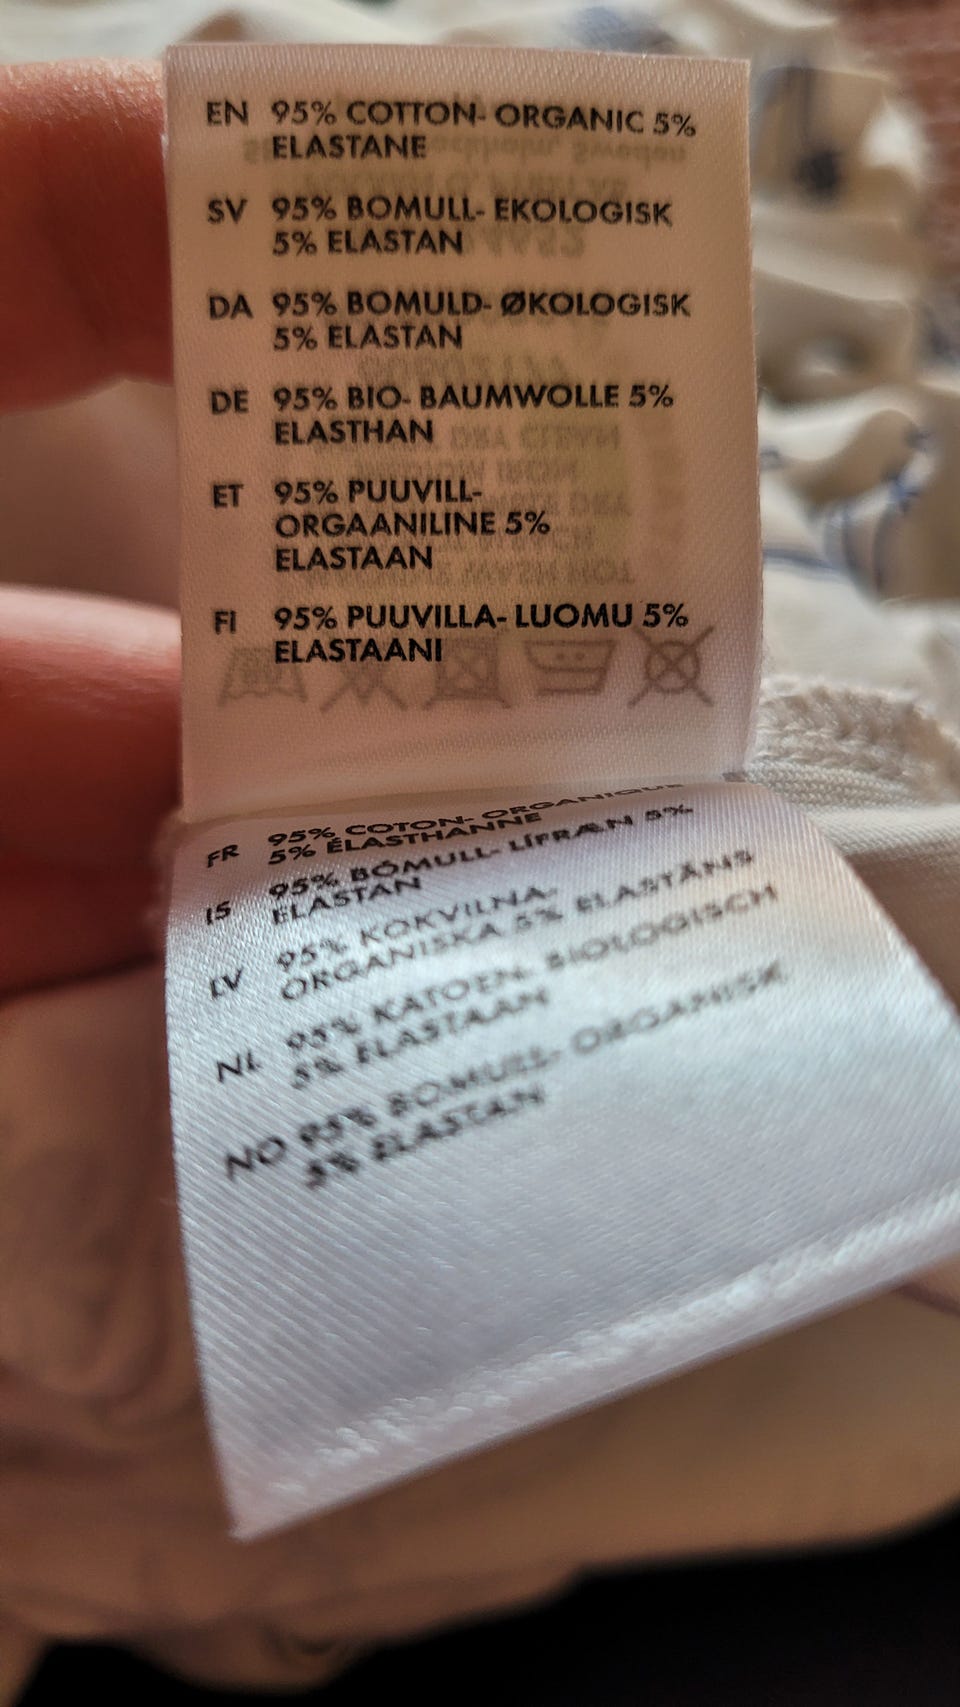 EN 95% COTTON- ORGANIC 5%
ELASTANE
SV 95% BOMULL- EKOLOGISK
5% ELASTAN
DA 95% BOMULD- ØKOLOGISK
5% ELASTAN
DE 95% BIO- BAUMWOLLE 5%
ELASTHAN
ET 95% PUUVILL-
ORGAANILINE 5%
ELASTAAN
FI 95% PUUVILLA- LUOMU 5%
ELASTAANI
FR 95% COTON- ORGANIQUE
5% ÉLASTHANNE
IS 95% BÓMULL- LÍFRÆN 5%
ELASTAN
LV 95% KOKVILNA-
ORGANISKA 5% ELASTĀNS
NL 95% KATOEN- BIOLOGISCH
5% ELASTAAN
NO 95% BOMULL- ORGANISK
5% ELASTAN